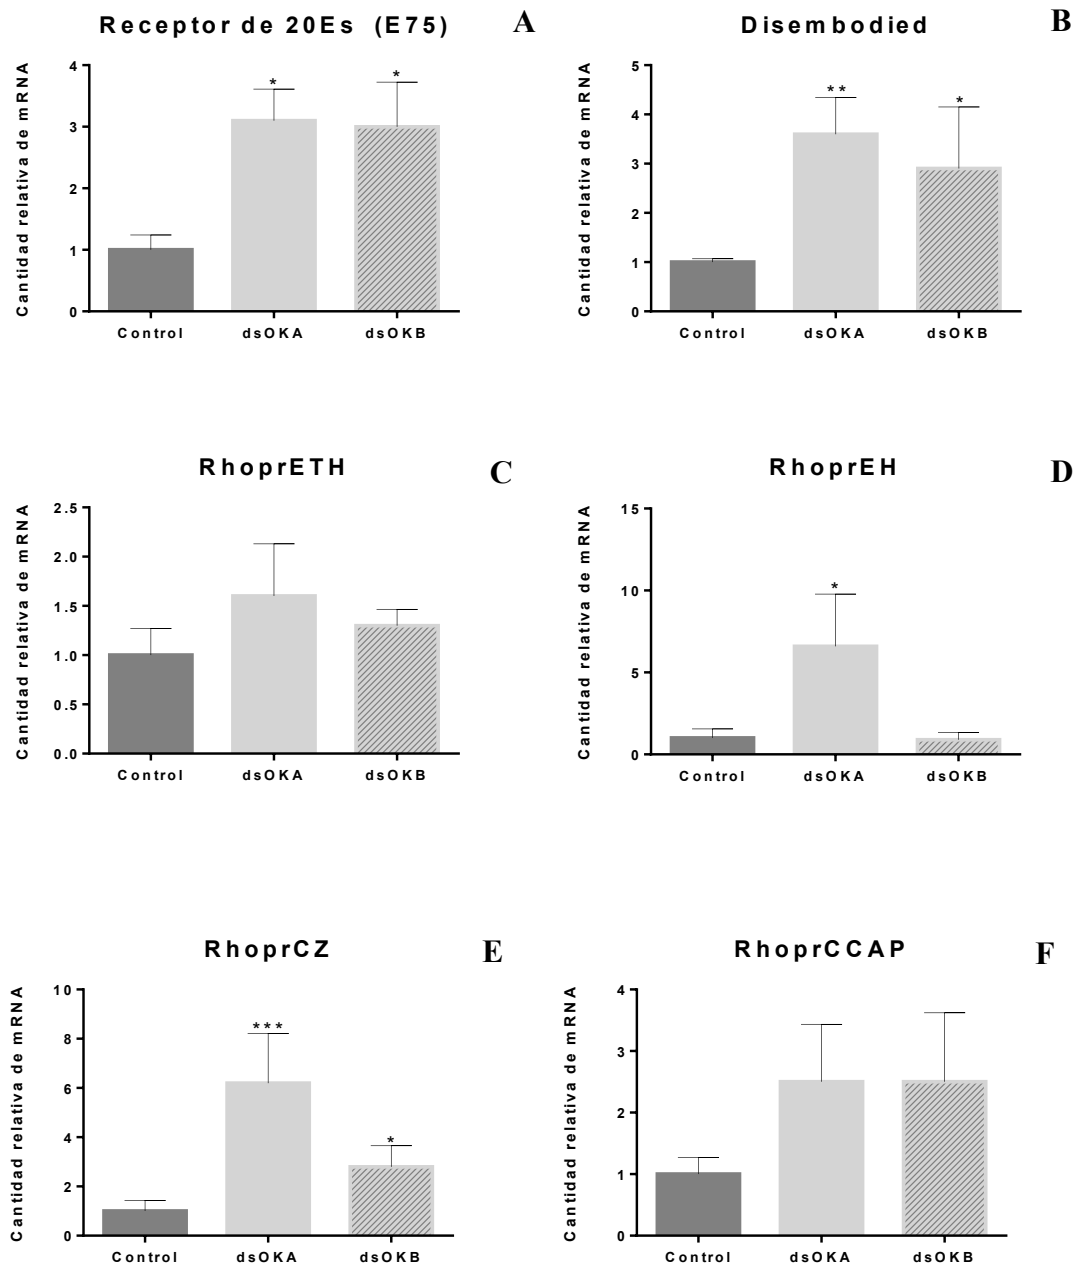 Receptor de 20Es (E75)
A
Cantidad relativa de mRNA
4
3
2
1
0
*
*
Control
dsOKA
dsOKB
Disembodied
B
Cantidad relativa de mRNA
5
4
3
2
1
0
**
*
Control
dsOKA
dsOKB
RhoprETH
C
Cantidad relativa de mRNA
2.5
2.0
1.5
1.0
0.5
0.0
Control
dsOKA
dsOKB
RhoprEH
D
Cantidad relativa de mRNA
15
10
5
0
*
Control
dsOKA
dsOKB
RhoprCZ
E
Cantidad relativa de mRNA
10
8
6
4
2
0
***
*
Control
dsOKA
dsOKB
RhoprCCAP
F
Cantidad relativa de mRNA
4
3
2
1
0
Control
dsOKA
dsOKB